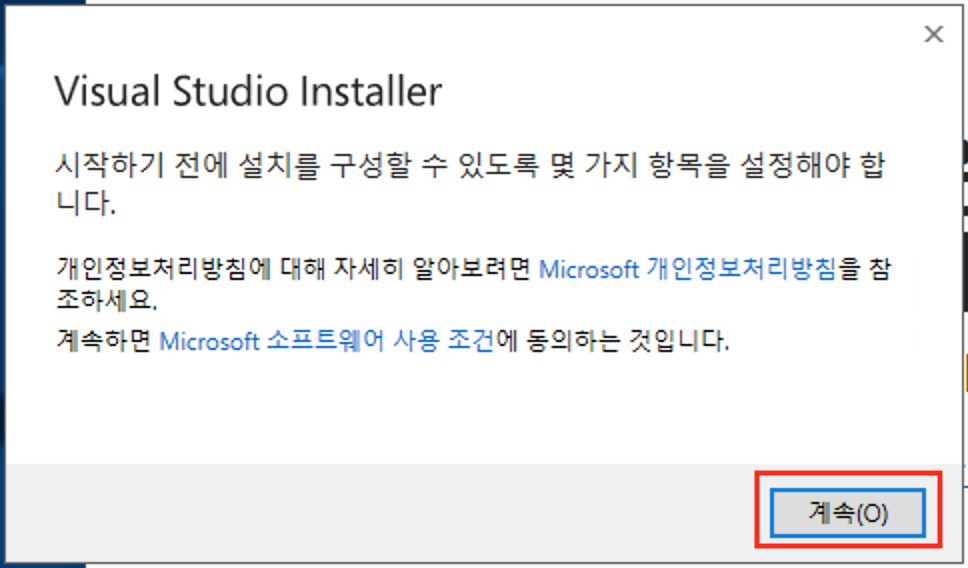 Visual Studio Installer
시작하기 전에 설치를 구성할 수 있도록 몇 가지 항목을 설정해야 합
니다.
개인정보처리방침에 대해 자세히 알아보려면 Microsoft 개인정보처리방침을 참
조하세요.
계속하면 Microsoft 소프트웨어 사용 조건에 동의하는 것입니다.
계속(O)